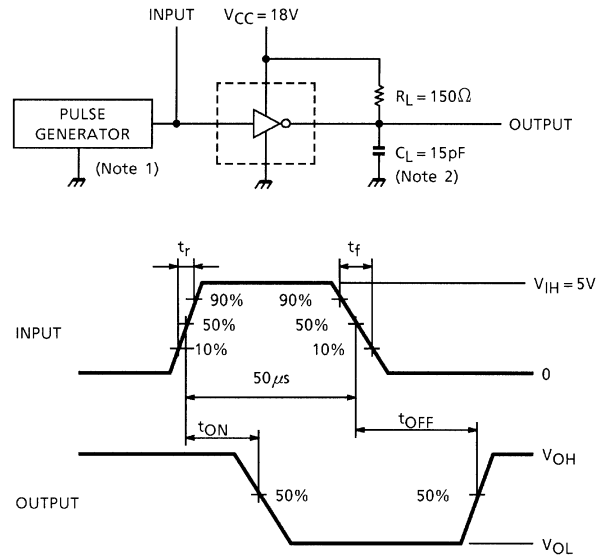 INPUT
VCC = 18V
RL = 150Ω
PULSE
GENERATOR
OUTPUT
(Note 1)
CL = 15pF
(Note 2)
tr
tf
VIH = 5V
90%
90%
INPUT
50%
50%
10%
10%
50μs
0
tON
tOFF
VOH
OUTPUT
50%
50%
VOL